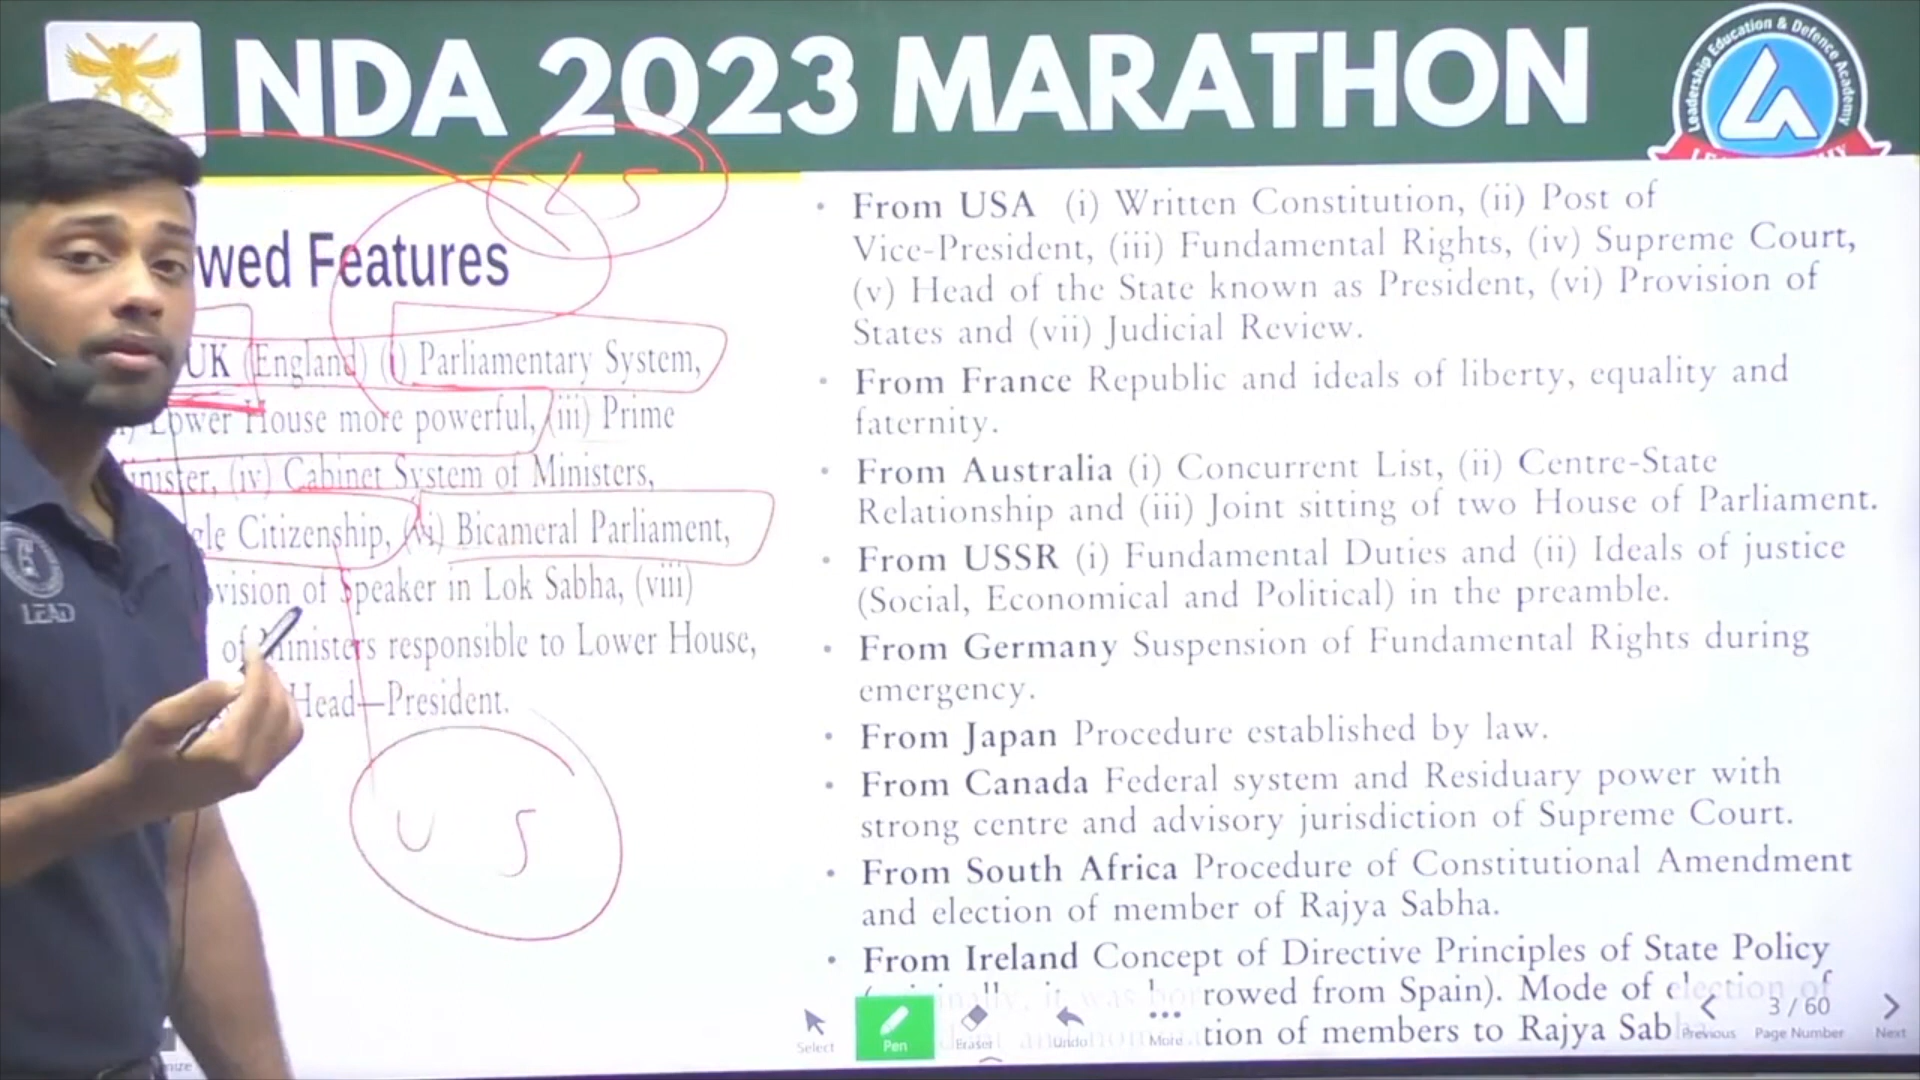 NDA 2023 MARATHON
Leadership Education & Defence Academy
wed Features
UK (England) (i) Parliamentary System,
Lower House more powerful, (iii) Prime
inister, (iv) Cabinet System of Ministers,
gle Citizenship, (vi) Bicameral Parliament,
vision of Speaker in Lok Sabha, (viii)
of Ministers responsible to Lower House,
Head—President.
LS
U S
LEAD
• From USA (i) Written Constitution, (ii) Post of
Vice-President, (iii) Fundamental Rights, (iv) Supreme Court,
(v) Head of the State known as President, (vi) Provision of
States and (vii) Judicial Review.
• From France Republic and ideals of liberty, equality and
faternity.
• From Australia (i) Concurrent List, (ii) Centre-State
Relationship and (iii) Joint sitting of two House of Parliament.
• From USSR (i) Fundamental Duties and (ii) Ideals of justice
(Social, Economical and Political) in the preamble.
• From Germany Suspension of Fundamental Rights during
emergency.
• From Japan Procedure established by law.
• From Canada Federal system and Residuary power with
strong centre and advisory jurisdiction of Supreme Court.
• From South Africa Procedure of Constitutional Amendment
and election of member of Rajya Sabha.
• From Ireland Concept of Directive Principles of State Policy
it was borrowed from Spain). Mode of election of
tion of members to Rajya Sab
Select Pen Eraser Undo More
3 / 60
Previous Page Number Next